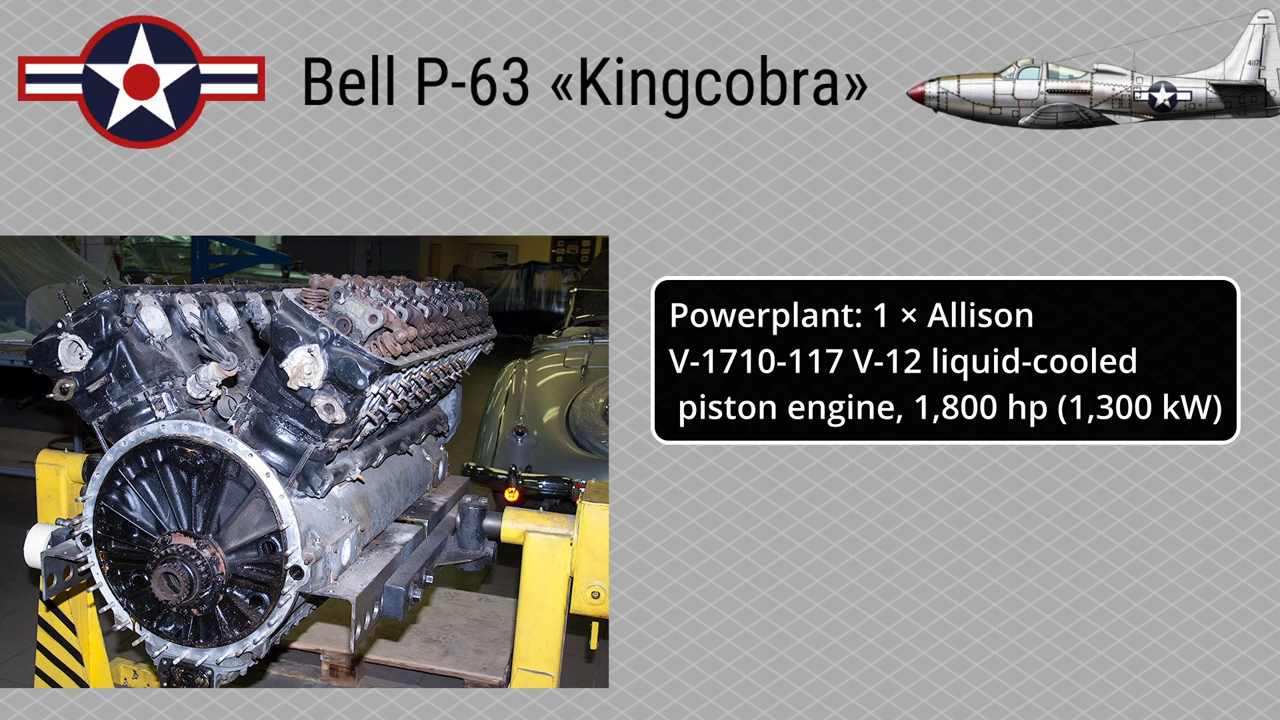 Bell P-63 «Kingcobra»
Powerplant: 1 × Allison
V-1710-117 V-12 liquid-cooled
piston engine, 1,800 hp (1,300 kW)